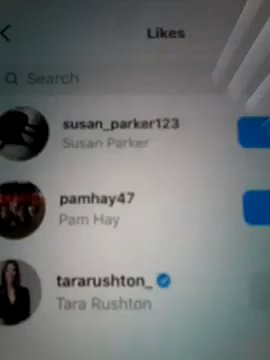 Likes
Search
susan_parker123
Susan Parker
pamhay47
Pam Hay
tararushton_
Tara Rushton